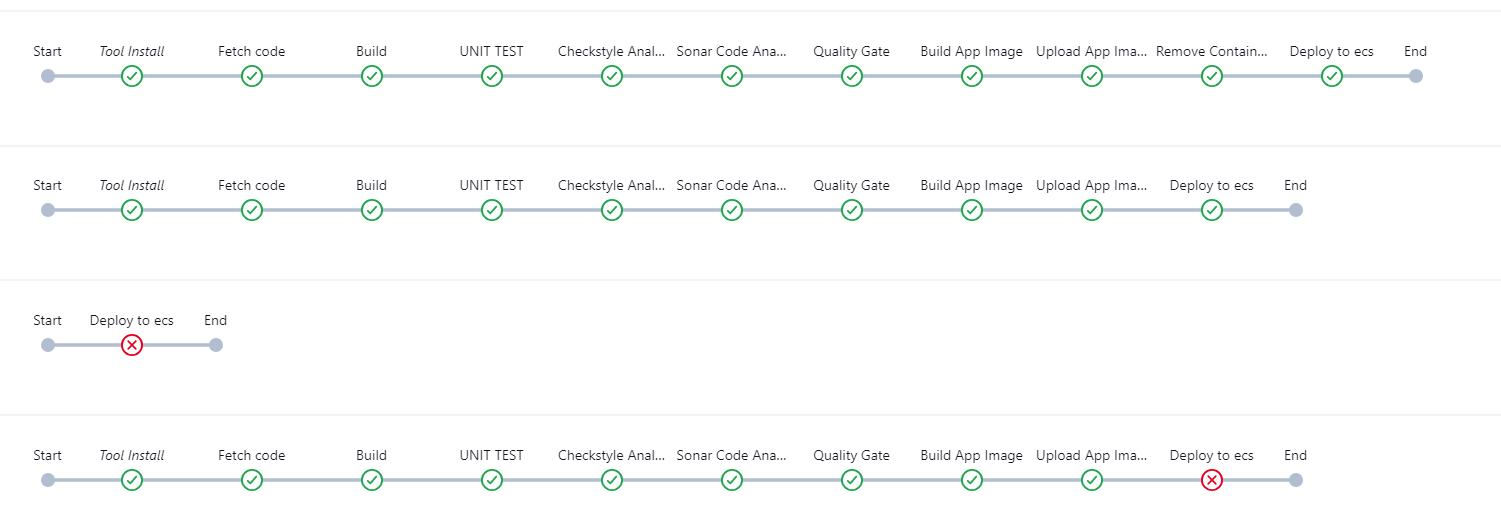 Start Tool Install Fetch code Build UNIT TEST Checkstyle Anal... Sonar Code Ana... Quality Gate Build App Image Upload App Ima... Remove Contain... Deploy to ecs End
Start Tool Install Fetch code Build UNIT TEST Checkstyle Anal... Sonar Code Ana... Quality Gate Build App Image Upload App Ima... Deploy to ecs End
Start Deploy to ecs End
Start Tool Install Fetch code Build UNIT TEST Checkstyle Anal... Sonar Code Ana... Quality Gate Build App Image Upload App Ima... Deploy to ecs End